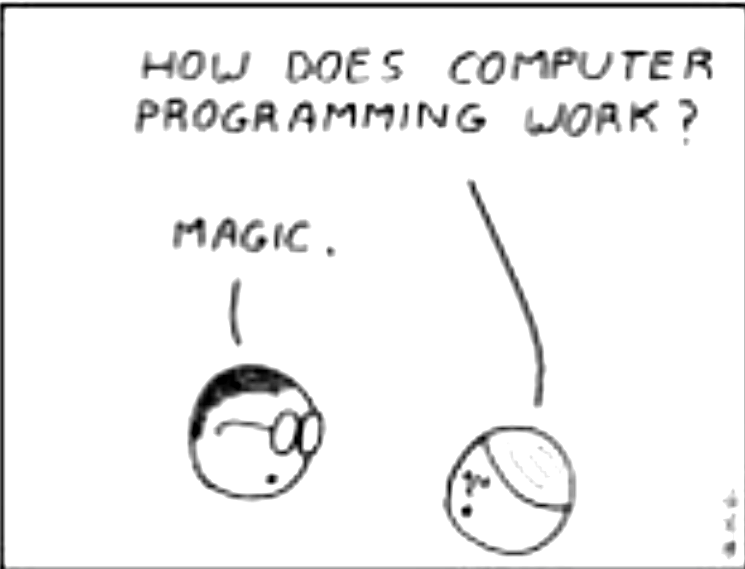 HOW DOES COMPUTER
PROGRAMMING WORK?
MAGIC.